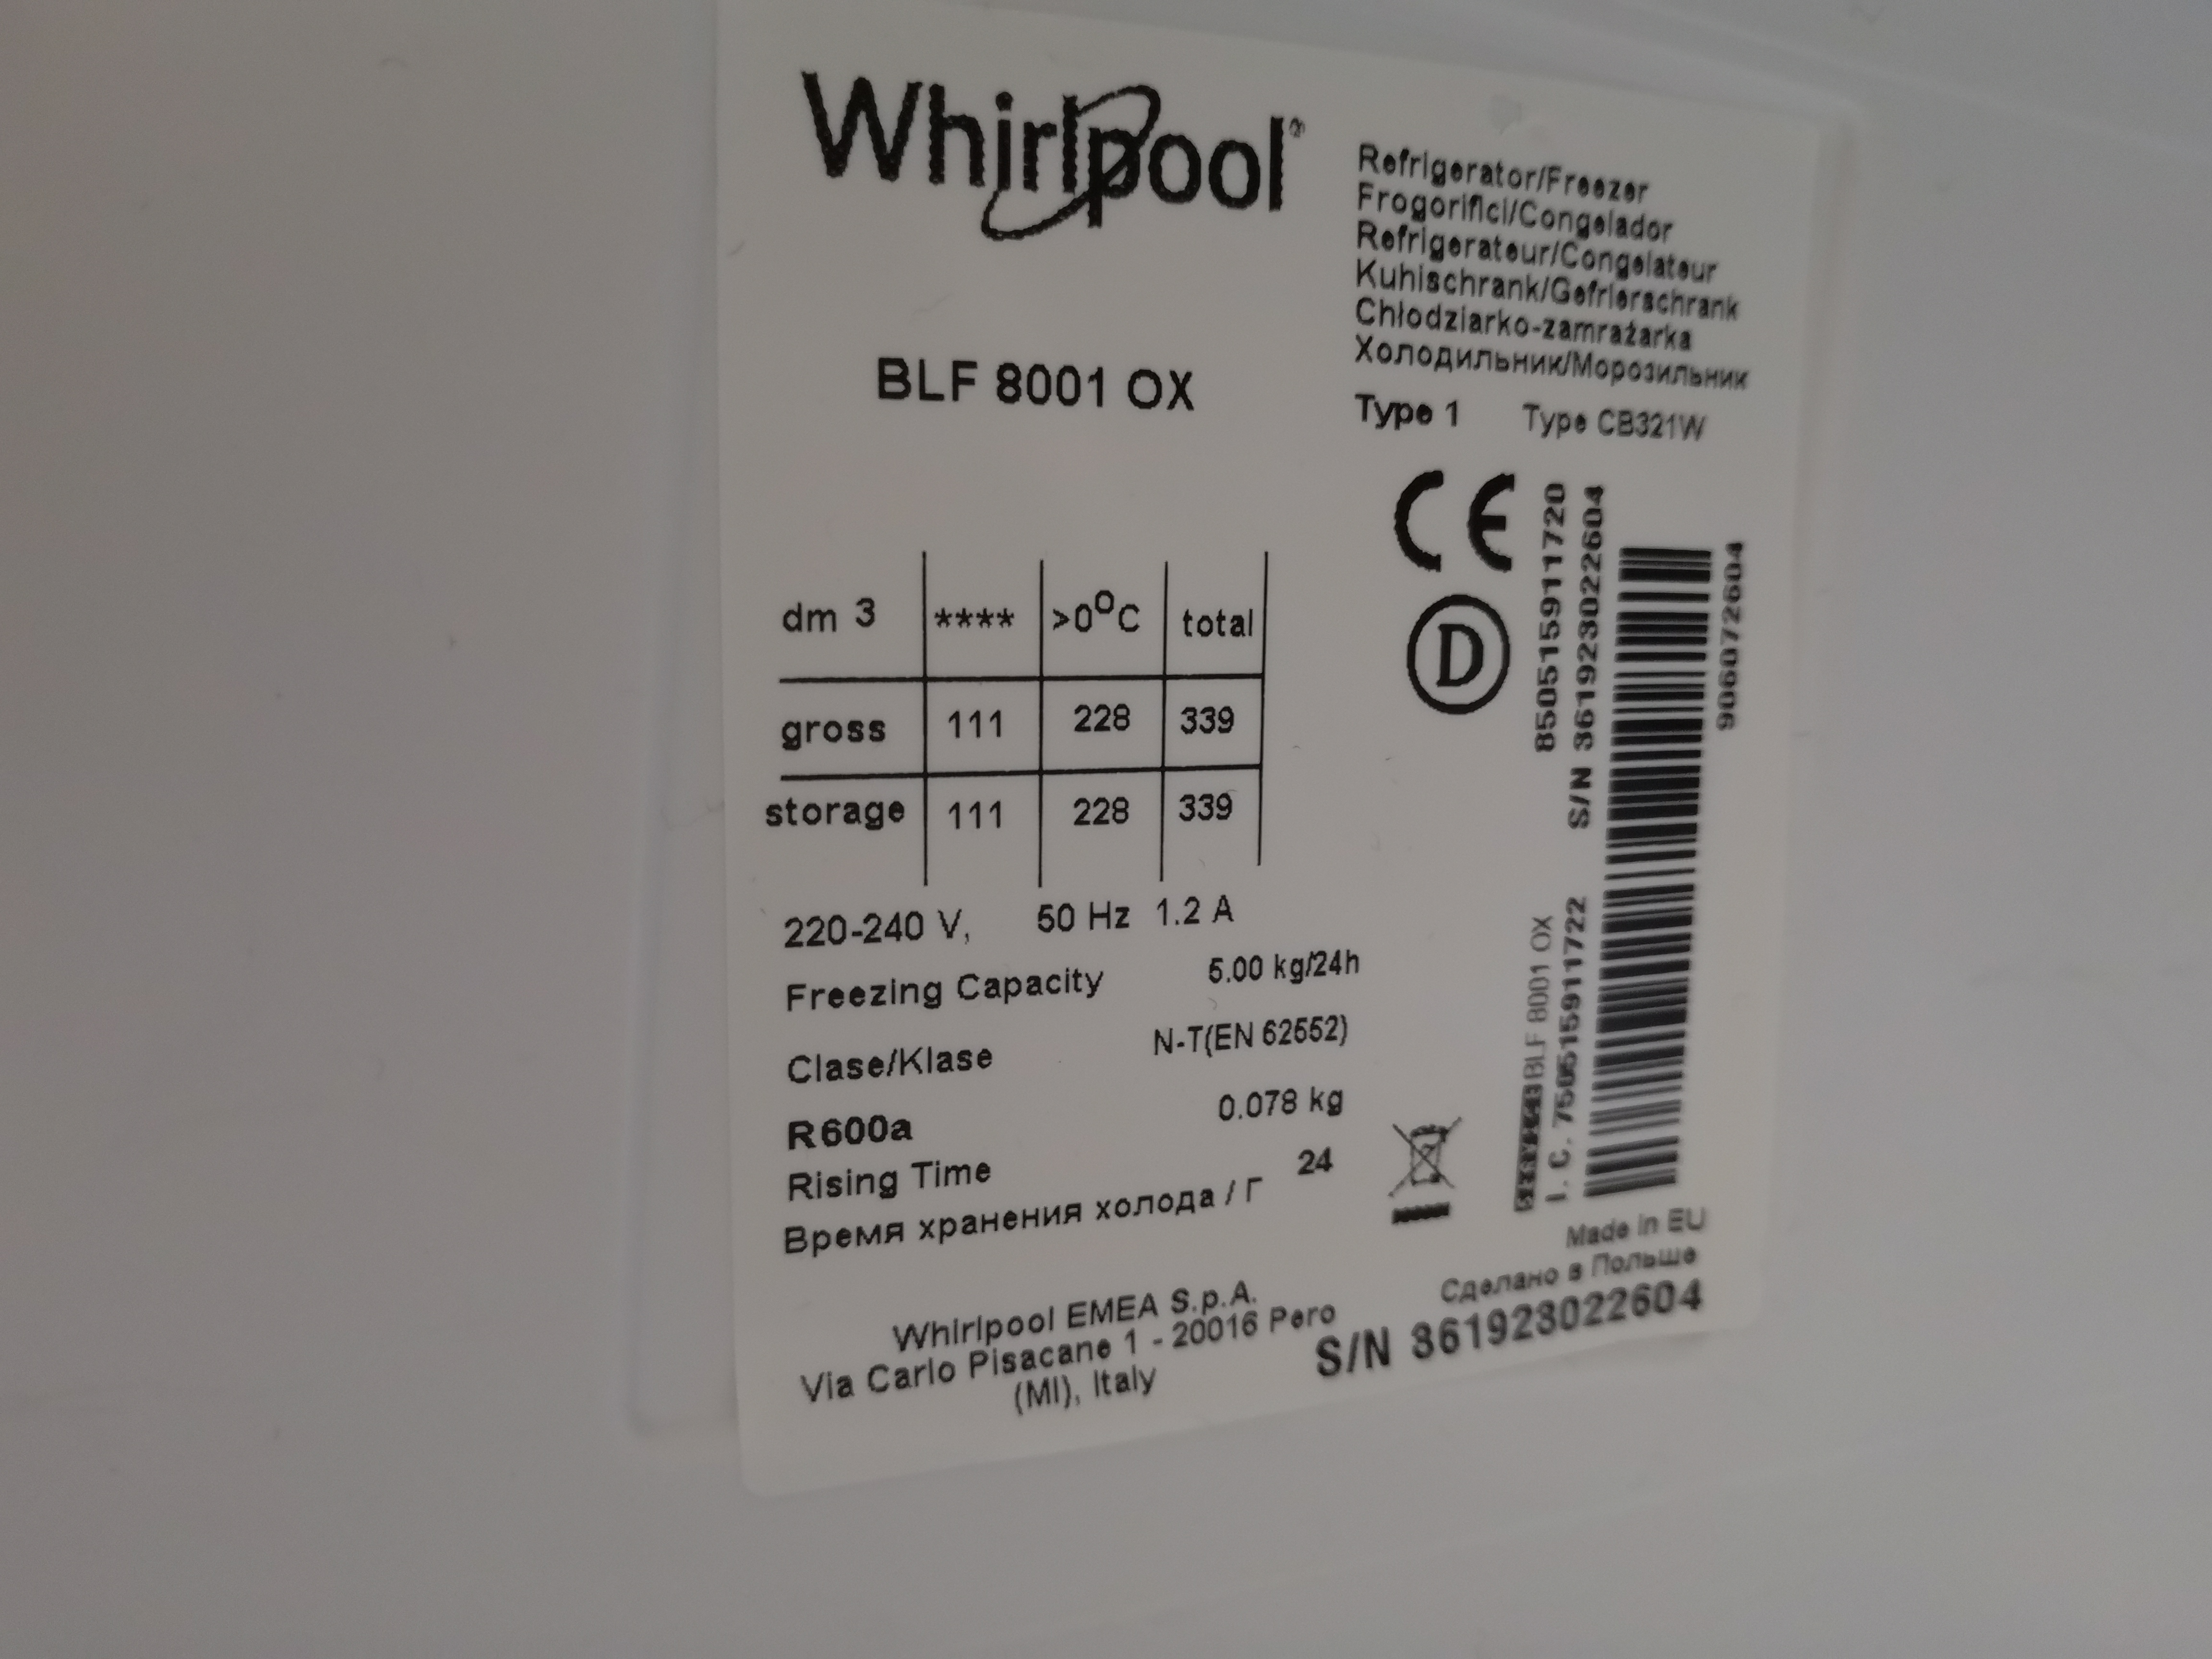 Whirlpool®
Refrigerator/Freezer
Frogorifici/Congelador
Refrigerateur/Congelateur
Kuhischrank/Gefrierschrank
Chłodziarko-zamrażarka
Холодильник/Морозильник
Type 1 Type CB321W
BLF 8001 OX
CE
D
dm 3 **** >0°C total
gross 111 228 339
storage 111 228 339
220-240 V, 50 Hz 1.2 A
Freezing Capacity 5.00 kg/24h
Clase/Klase N-T(EN 62552)
R600a 0.078 kg
Rising Time 24
Время хранения холода / Г
Whirlpool EMEA S.p.A.
Via Carlo Pisacane 1 - 20016 Pero
(MI), Italy
850515911720
S/N 361923022604
906072604
BLF 8001 OX
I. C. 750515911722
Made in EU
Сделано в Польше
S/N 361923022604